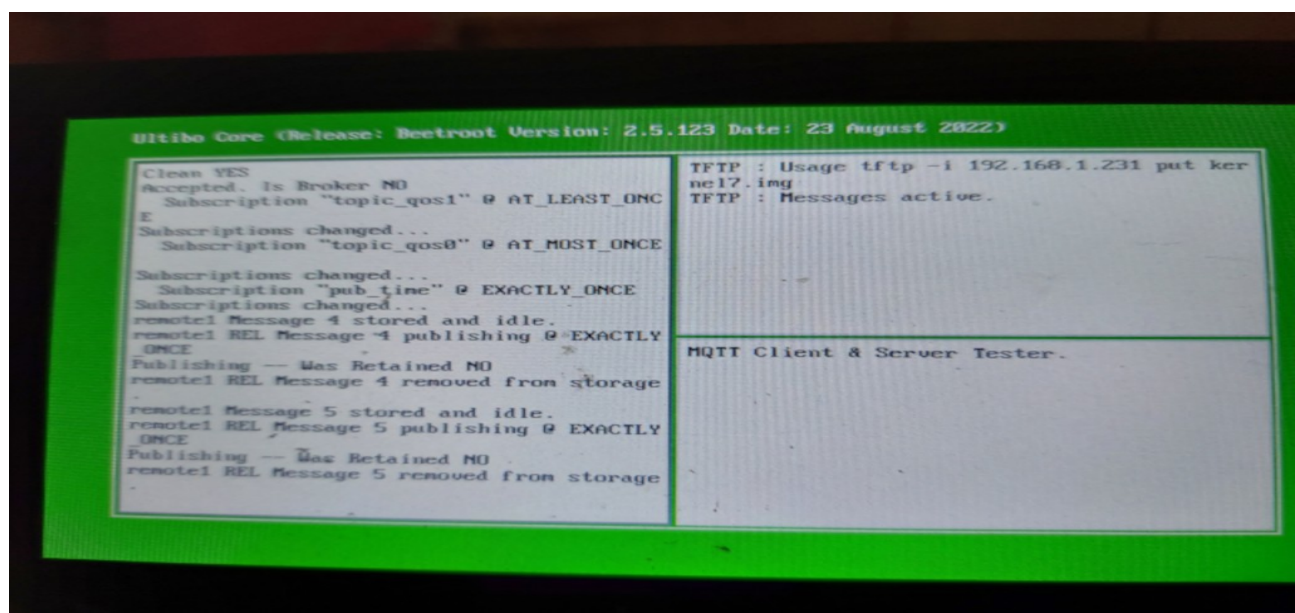 Ultibo Core (Release: Beetroot Version: 2.5.123 Date: 23 August 2022)
Clean YES
Accepted. Is Broker NO
Subscription "topic_qos1" @ AT_LEAST_ONC
E
Subscriptions changed...
Subscription "topic_qos0" @ AT_MOST_ONCE
Subscriptions changed...
Subscription "pub_time" @ EXACTLY_ONCE
Subscriptions changed...
remote1 Message 4 stored and idle.
remote1 REL Message 4 publishing @ EXACTLY
_ONCE
Publishing -- Was Retained NO
remote1 REL Message 4 removed from storage
.
remote1 Message 5 stored and idle.
remote1 REL Message 5 publishing @ EXACTLY
_ONCE
Publishing -- Was Retained NO
remote1 REL Message 5 removed from storage
.
TFTP : Usage tftp -i 192.168.1.231 put ker
nel7.img
TFTP : Messages active.
MQTT Client & Server Tester.